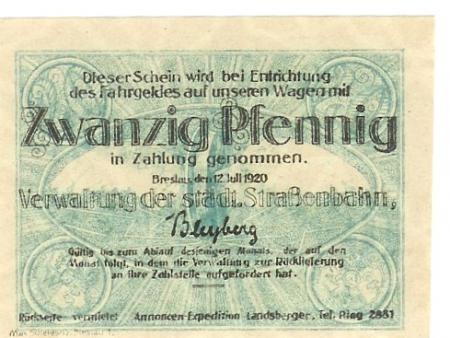 Dieser Schein wird bei Entrichtung
des Fahrgeldes auf unseren Wagen mit
Zwanzig Pfennig
in Zahlung genommen.
Breslau, den 12. Juli 1920
Verwaltung der städt. Straßenbahn,
Bleyberg
Gültig bis zum Ablauf desjenigen Monats, der auf den
Monat folgt, in dem die Verwaltung zur Rücklieferung
an ihre Zahlstelle aufgefordert hat.
Rückseite vermietet Annoncen-Expedition Landsberger, Tel. Ring 2881